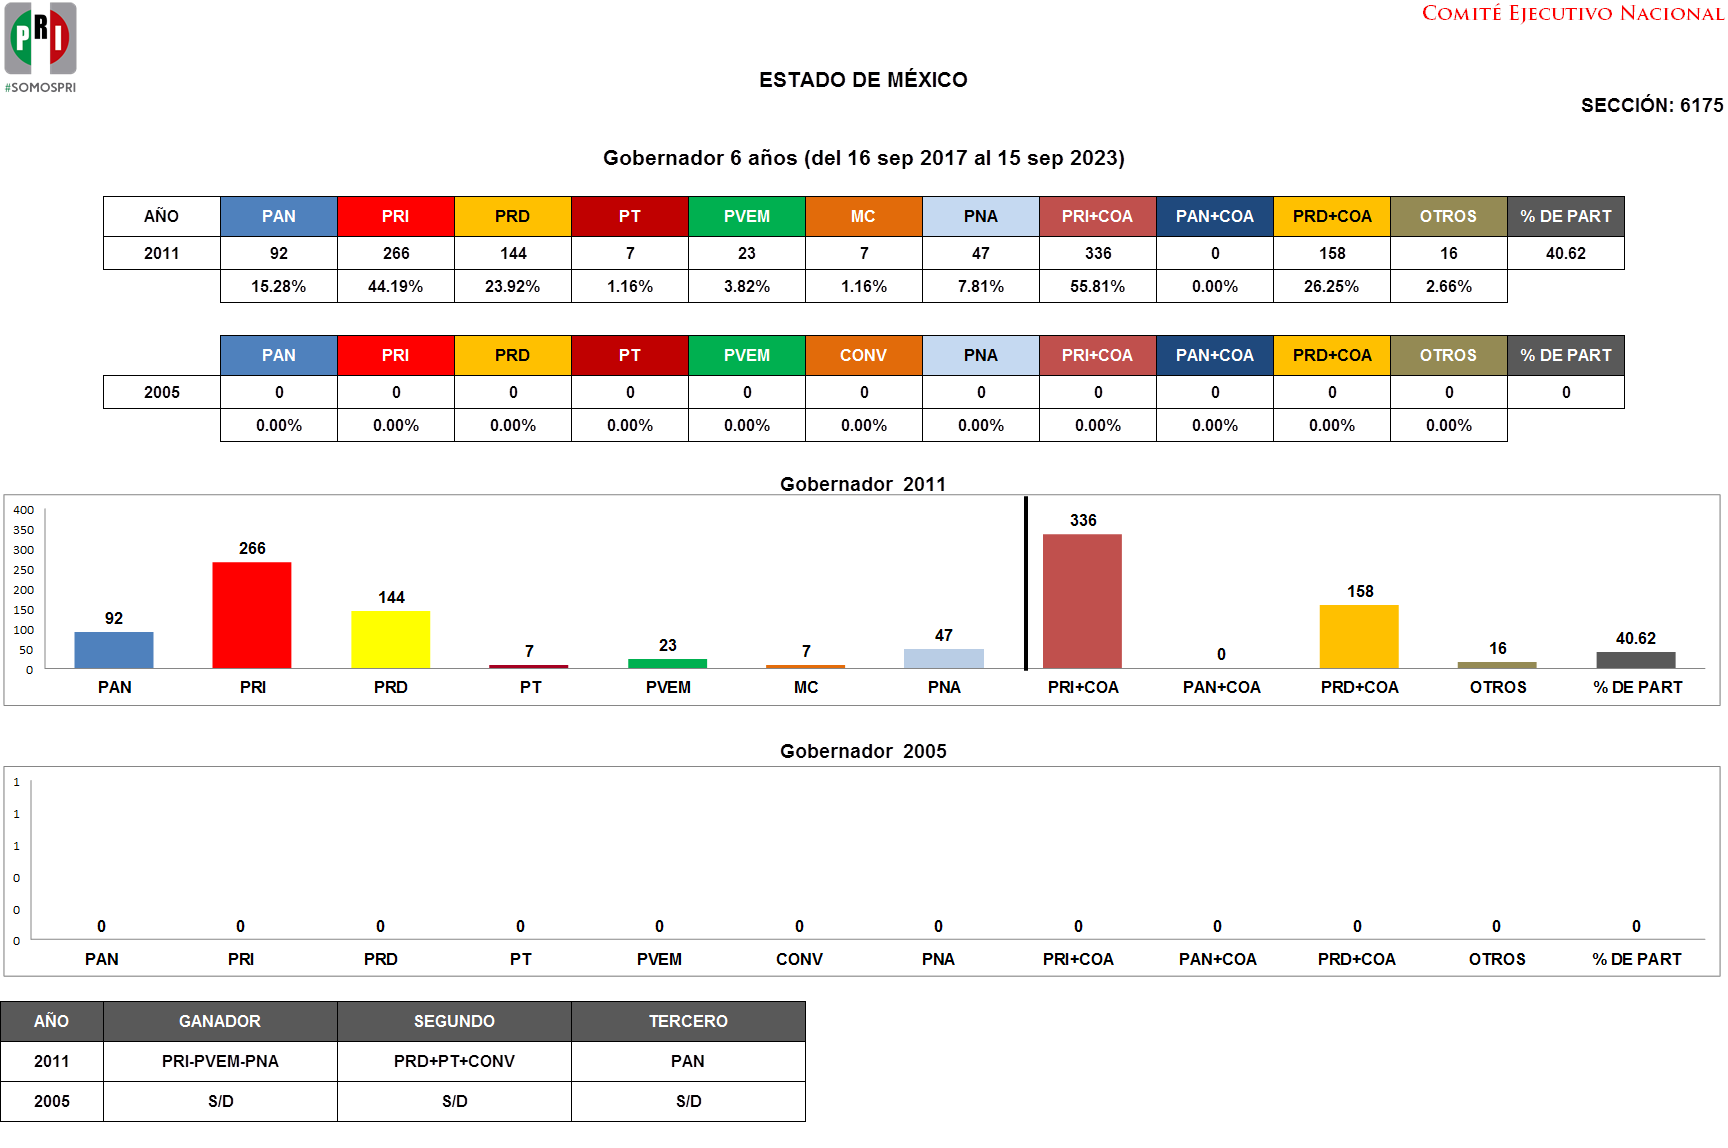 PRI
#SOMOSPRI
COMITÉ EJECUTIVO NACIONAL
ESTADO DE MÉXICO
SECCIÓN: 6175
Gobernador 6 años (del 16 sep 2017 al 15 sep 2023)
AÑO PAN PRI PRD PT PVEM MC PNA PRI+COA PAN+COA PRD+COA OTROS % DE PART
2011 92 266 144 7 23 7 47 336 0 158 16 40.62
15.28% 44.19% 23.92% 1.16% 3.82% 1.16% 7.81% 55.81% 0.00% 26.25% 2.66%
PAN PRI PRD PT PVEM CONV PNA PRI+COA PAN+COA PRD+COA OTROS % DE PART
2005 0 0 0 0 0 0 0 0 0 0 0 0
0.00% 0.00% 0.00% 0.00% 0.00% 0.00% 0.00% 0.00% 0.00% 0.00% 0.00%
Gobernador 2011
400
350
300
250
200
150
100
50
0
92 266 144 7 23 7 47 336 0 158 16 40.62
PAN PRI PRD PT PVEM MC PNA PRI+COA PAN+COA PRD+COA OTROS % DE PART
Gobernador 2005
1
1
1
0
0
0
0 0 0 0 0 0 0 0 0 0 0 0
PAN PRI PRD PT PVEM CONV PNA PRI+COA PAN+COA PRD+COA OTROS % DE PART
AÑO GANADOR SEGUNDO TERCERO
2011 PRI-PVEM-PNA PRD+PT+CONV PAN
2005 S/D S/D S/D